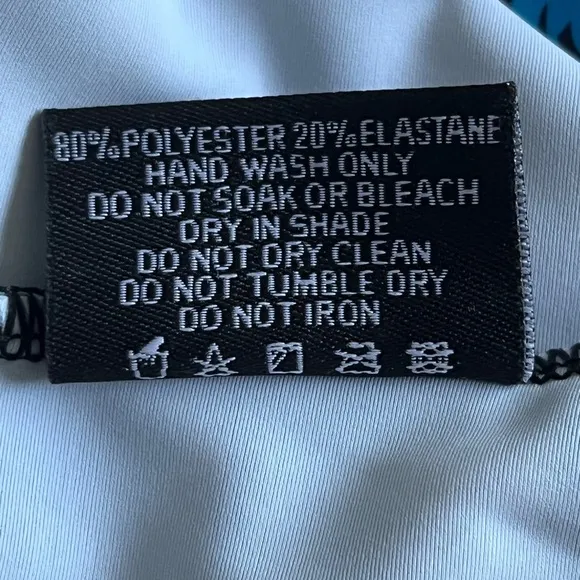 80% POLYESTER 20% ELASTANE
HAND WASH ONLY
DO NOT SOAK OR BLEACH
DRY IN SHADE
DO NOT DRY CLEAN
DO NOT TUMBLE DRY
DO NOT IRON